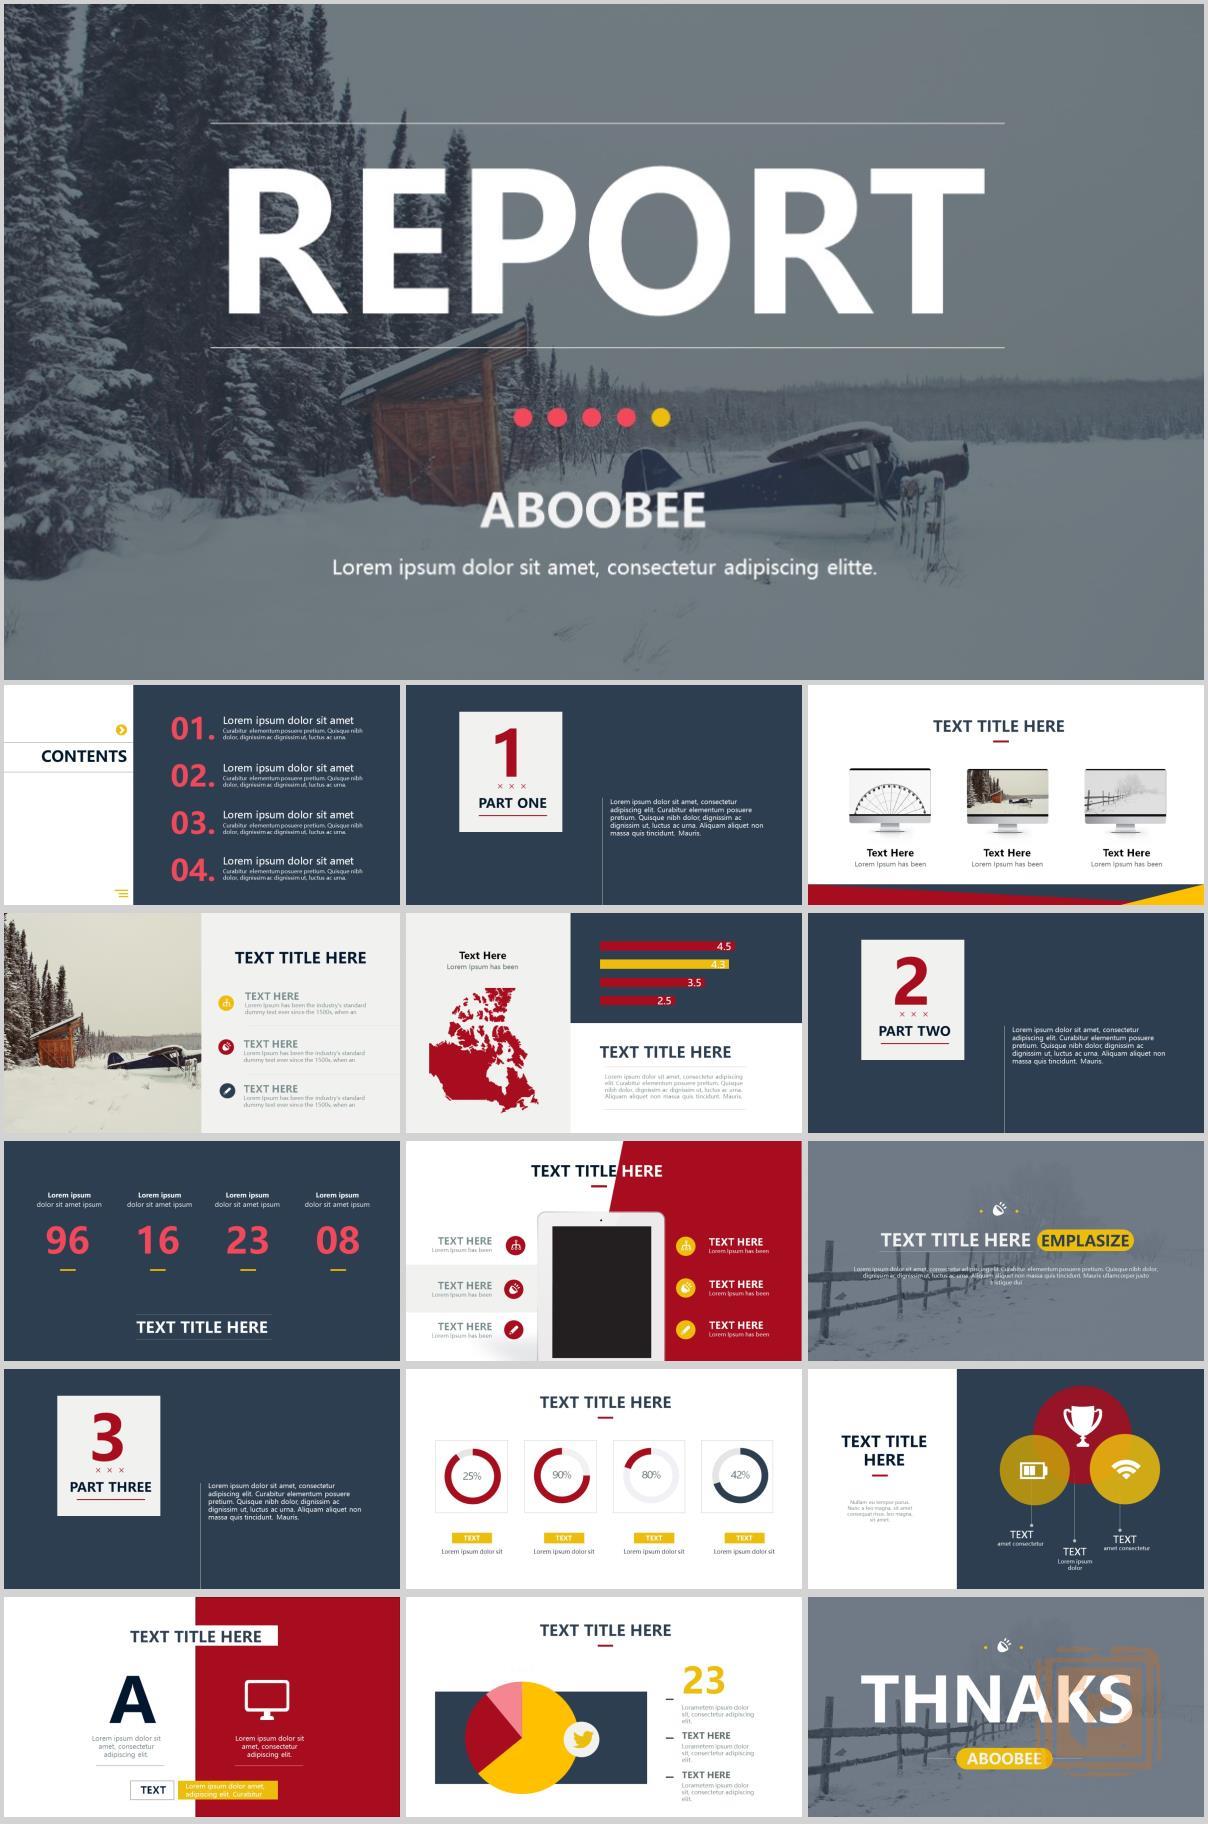 REPORT
ABOOBEE
Lorem ipsum dolor sit amet, consectetur adipiscing elitte.
CONTENTS
01.
Lorem ipsum dolor sit amet
Curabitur elementum posuere pretium. Quisque nibh
dolor, dignissim ac dignissim ut, luctus ac urna.
02.
Lorem ipsum dolor sit amet
Curabitur elementum posuere pretium. Quisque nibh
dolor, dignissim ac dignissim ut, luctus ac urna.
03.
Lorem ipsum dolor sit amet
Curabitur elementum posuere pretium. Quisque nibh
dolor, dignissim ac dignissim ut, luctus ac urna.
04.
Lorem ipsum dolor sit amet
Curabitur elementum posuere pretium. Quisque nibh
dolor, dignissim ac dignissim ut, luctus ac urna.
1
× × ×
PART ONE
Lorem ipsum dolor sit amet, consectetur
adipiscing elit. Curabitur elementum posuere
pretium. Quisque nibh dolor, dignissim ac
dignissim ut, luctus ac urna. Aliquam aliquet non
massa quis tincidunt. Mauris.
TEXT TITLE HERE
Text Here
Lorem Ipsum has been
Text Here
Lorem Ipsum has been
Text Here
Lorem Ipsum has been
TEXT TITLE HERE
TEXT HERE
Lorem Ipsum has been the industry's standard
dummy text ever since the 1500s, when an
TEXT HERE
Lorem Ipsum has been the industry's standard
dummy text ever since the 1500s, when an
TEXT HERE
Lorem Ipsum has been the industry's standard
dummy text ever since the 1500s, when an
Text Here
Lorem Ipsum has been
4.5
4.3
3.5
2.5
TEXT TITLE HERE
Lorem ipsum dolor sit amet, consectetur adipiscing
elit. Curabitur elementum posuere pretium. Quisque
nibh dolor, dignissim ac dignissim ut, luctus ac urna.
Aliquam aliquet non massa quis tincidunt. Mauris.
2
× × ×
PART TWO
Lorem ipsum dolor sit amet, consectetur
adipiscing elit. Curabitur elementum posuere
pretium. Quisque nibh dolor, dignissim ac
dignissim ut, luctus ac urna. Aliquam aliquet non
massa quis tincidunt. Mauris.
Lorem ipsum
dolor sit amet ipsum
96
Lorem ipsum
dolor sit amet ipsum
16
Lorem ipsum
dolor sit amet ipsum
23
Lorem ipsum
dolor sit amet ipsum
08
TEXT TITLE HERE
TEXT TITLE HERE
TEXT HERE
Lorem Ipsum has been
TEXT HERE
Lorem Ipsum has been
TEXT HERE
Lorem Ipsum has been
TEXT HERE
Lorem Ipsum has been
TEXT HERE
Lorem Ipsum has been
TEXT HERE
Lorem Ipsum has been
TEXT TITLE HERE EMPLASIZE
Lorem ipsum dolor sit amet, consectetur adipiscing elit. Curabitur elementum posuere pretium. Quisque nibh dolor,
dignissim ac dignissim ut, luctus ac urna. Aliquam aliquet non massa quis tincidunt. Mauris ullamcorper justo
tristique dui
3
× × ×
PART THREE
Lorem ipsum dolor sit amet, consectetur
adipiscing elit. Curabitur elementum posuere
pretium. Quisque nibh dolor, dignissim ac
dignissim ut, luctus ac urna. Aliquam aliquet non
massa quis tincidunt. Mauris.
TEXT TITLE HERE
25%
90%
80%
42%
TEXT
TEXT
TEXT
TEXT
Lorem ipsum dolor sit
Lorem ipsum dolor sit
Lorem ipsum dolor sit
Lorem ipsum dolor sit
TEXT TITLE
HERE
Nullam eu tempor purus.
Nunc a leo magna, sit amet
consequat risus. leo magna,
sit amet.
TEXT
amet consectetur
TEXT
Lorem ipsum
dolor
TEXT
amet consectetur
TEXT TITLE HERE
A
Lorem ipsum dolor sit
amet, consectetur
adipiscing elit.
Lorem ipsum dolor sit
amet, consectetur
adipiscing elit.
TEXT
Lorem ipsum dolor amet,
adipiscing elit. Curabitur
TEXT TITLE HERE
23
Lorametem ipsum dolor
sit, consectetur adipiscing
elit.
TEXT HERE
Lorametem ipsum dolor
sit, consectetur adipiscing
elit.
TEXT HERE
Lorametem ipsum dolor
sit, consectetur adipiscing
elit.
THNAKS
ABOOBEE